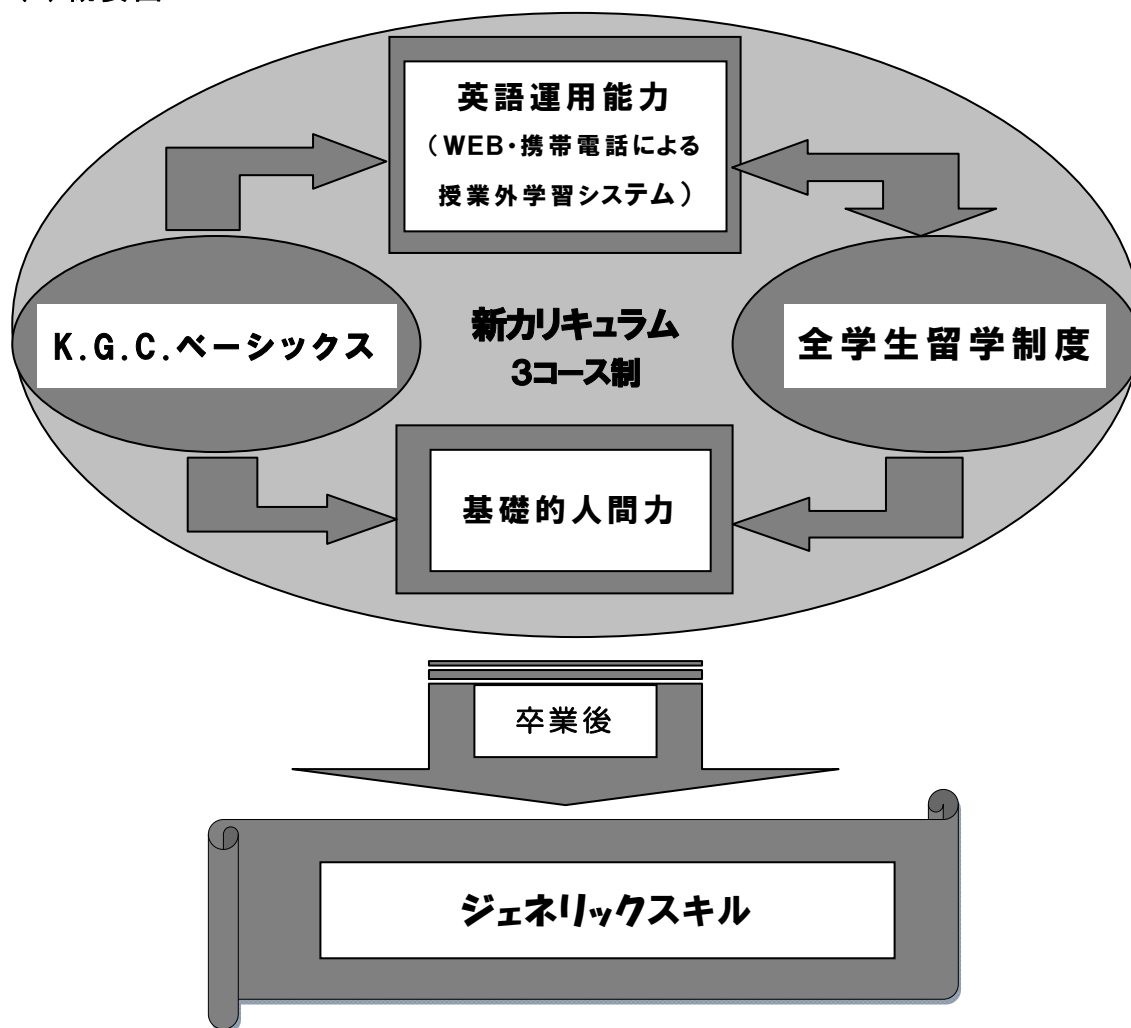 英語運用能力
（WEB・携帯電話による
授業外学習システム）
K.G.C.ベーシックス
新カリキュラム
3コース制
全学生留学制度
基礎的人間力
卒業後
ジェネリックスキル